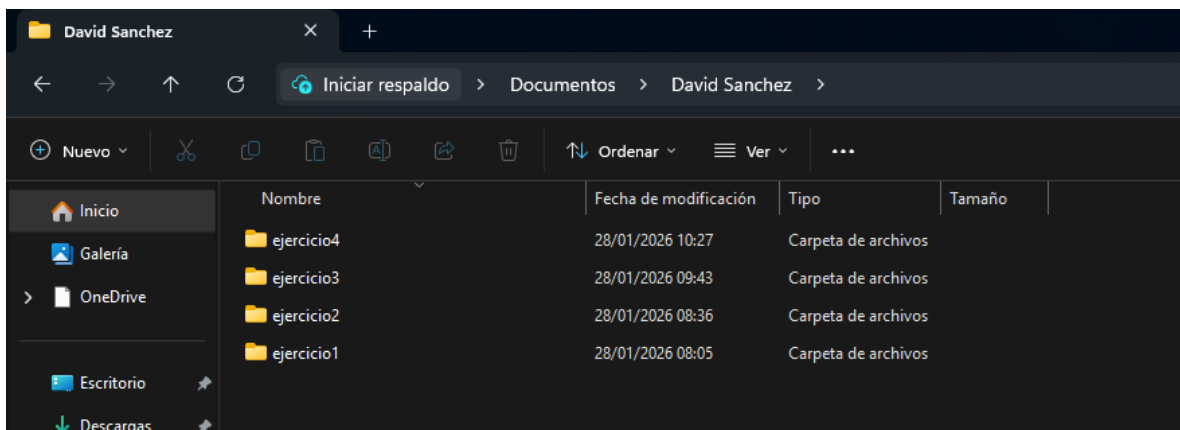 David Sanchez
Iniciar respaldo > Documentos > David Sanchez >
Nuevo Ordenar Ver ...
Inicio
Galería
OneDrive
Escritorio
Descargas
Nombre Fecha de modificación Tipo Tamaño
ejercicio4 28/01/2026 10:27 Carpeta de archivos
ejercicio3 28/01/2026 09:43 Carpeta de archivos
ejercicio2 28/01/2026 08:36 Carpeta de archivos
ejercicio1 28/01/2026 08:05 Carpeta de archivos